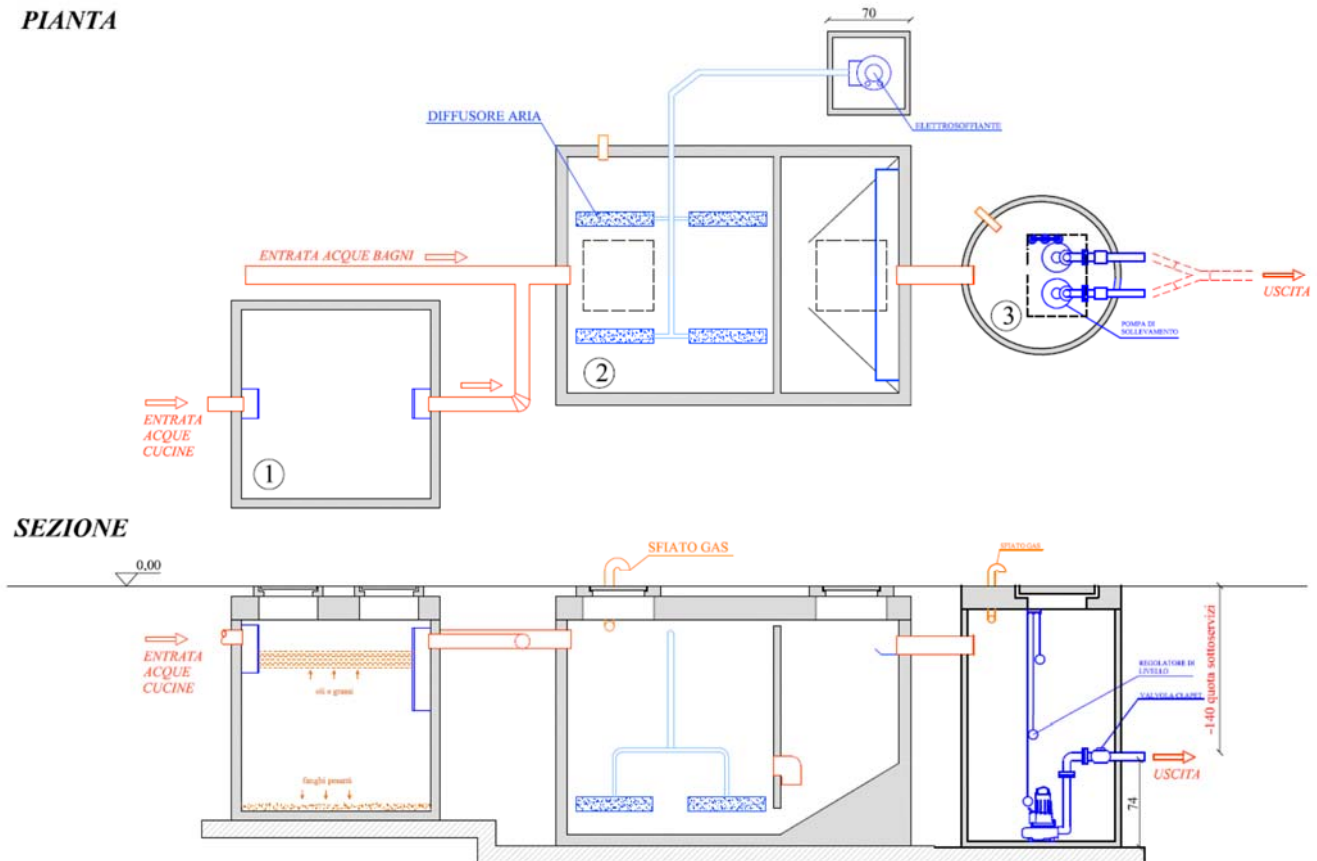 PIANTA
70
DIFFUSORE ARIA
ELETTROSOFFIANTE
ENTRATA ACQUE BAGNI
USCITA
3
POMPA DI
SOLLEVAMENTO
2
ENTRATA
ACQUE
CUCINE
1
SEZIONE
0,00
SFIATO GAS
SFIATO GAS
ENTRATA
ACQUE
CUCINE
oli e grassi
REGOLATORE DI
LIVELLO
VALVOLA CLAPET
-140 quota sottoservizi
fanghi pesanti
USCITA
74